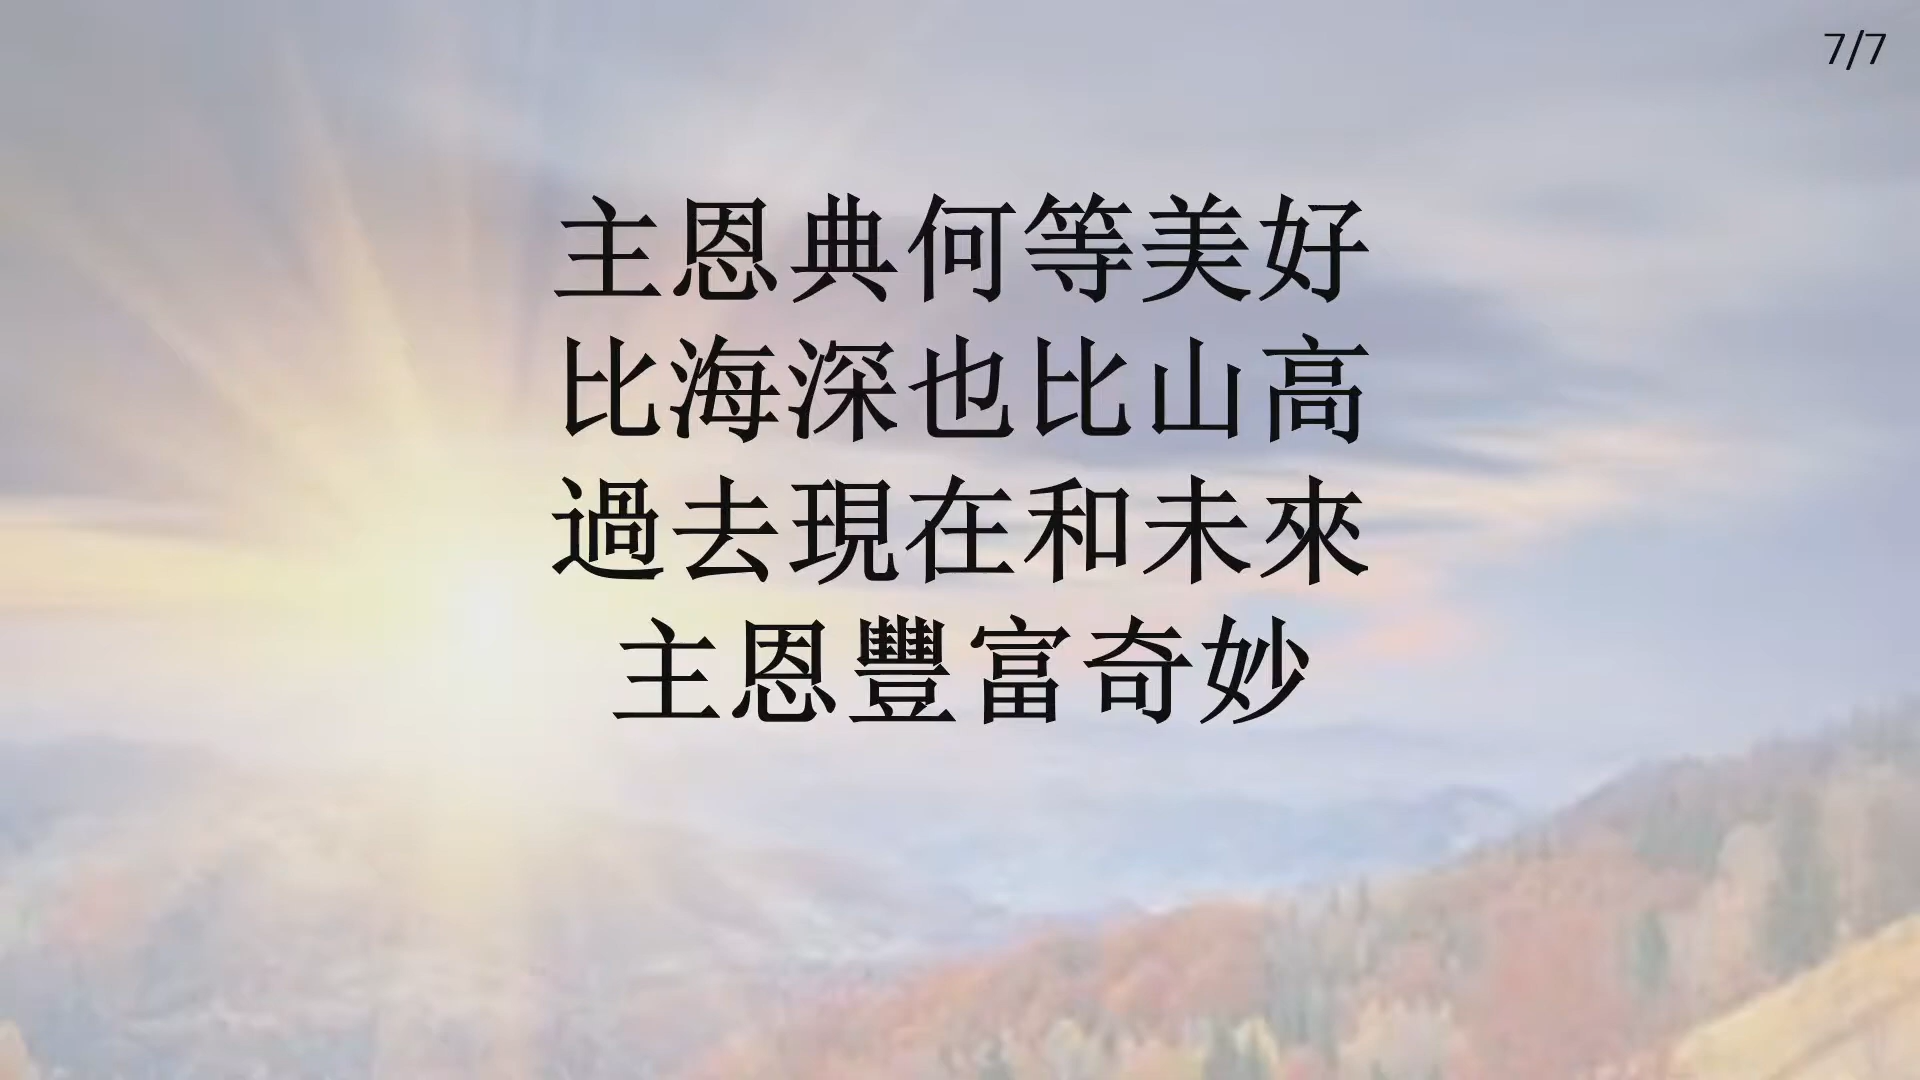 7/7
主恩典何等美好
比海深也比山高
過去現在和未來
主恩豐富奇妙